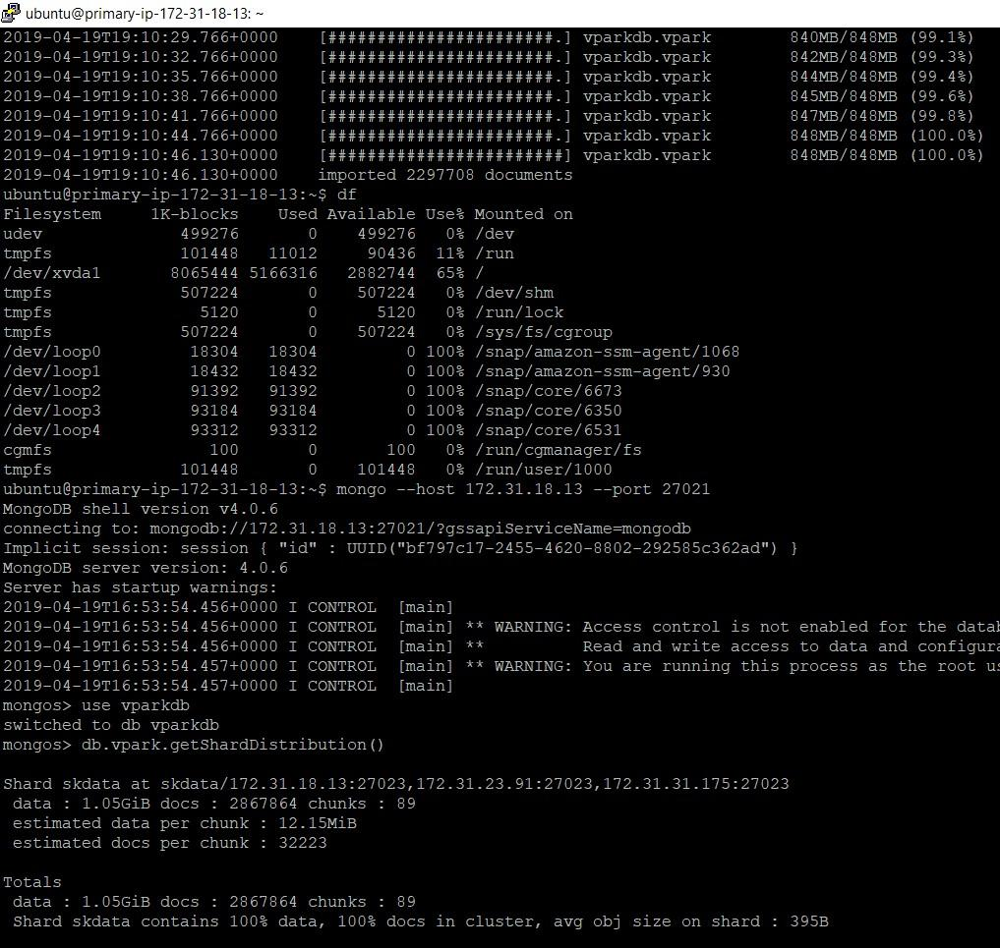 ubuntu@primary-ip-172-31-18-13: ~
2019-04-19T19:10:29.766+0000 [#######################.] vparkdb.vpark 840MB/848MB (99.1%)
2019-04-19T19:10:32.766+0000 [#######################.] vparkdb.vpark 842MB/848MB (99.3%)
2019-04-19T19:10:35.766+0000 [#######################.] vparkdb.vpark 844MB/848MB (99.4%)
2019-04-19T19:10:38.766+0000 [#######################.] vparkdb.vpark 845MB/848MB (99.6%)
2019-04-19T19:10:41.766+0000 [#######################.] vparkdb.vpark 847MB/848MB (99.8%)
2019-04-19T19:10:44.766+0000 [#######################.] vparkdb.vpark 848MB/848MB (100.0%)
2019-04-19T19:10:46.130+0000 [########################] vparkdb.vpark 848MB/848MB (100.0%)
2019-04-19T19:10:46.130+0000 imported 2297708 documents
ubuntu@primary-ip-172-31-18-13:~$ df
Filesystem 1K-blocks Used Available Use% Mounted on
udev 499276 0 499276 0% /dev
tmpfs 101448 11012 90436 11% /run
/dev/xvda1 8065444 5166316 2882744 65% /
tmpfs 507224 0 507224 0% /dev/shm
tmpfs 5120 0 5120 0% /run/lock
tmpfs 507224 0 507224 0% /sys/fs/cgroup
/dev/loop0 18304 18304 0 100% /snap/amazon-ssm-agent/1068
/dev/loop1 18432 18432 0 100% /snap/amazon-ssm-agent/930
/dev/loop2 91392 91392 0 100% /snap/core/6673
/dev/loop3 93184 93184 0 100% /snap/core/6350
/dev/loop4 93312 93312 0 100% /snap/core/6531
cgmfs 100 0 100 0% /run/cgmanager/fs
tmpfs 101448 0 101448 0% /run/user/1000
ubuntu@primary-ip-172-31-18-13:~$ mongo --host 172.31.18.13 --port 27021
MongoDB shell version v4.0.6
connecting to: mongodb://172.31.18.13:27021/?gssapiServiceName=mongodb
Implicit session: session { "id" : UUID("bf797c17-2455-4620-8802-292585c362ad") }
MongoDB server version: 4.0.6
Server has startup warnings:
2019-04-19T16:53:54.456+0000 I CONTROL [main]
2019-04-19T16:53:54.456+0000 I CONTROL [main] ** WARNING: Access control is not enabled for the datab
2019-04-19T16:53:54.456+0000 I CONTROL [main] ** Read and write access to data and configura
2019-04-19T16:53:54.457+0000 I CONTROL [main] ** WARNING: You are running this process as the root us
2019-04-19T16:53:54.457+0000 I CONTROL [main]
mongos> use vparkdb
switched to db vparkdb
mongos> db.vpark.getShardDistribution()
Shard skdata at skdata/172.31.18.13:27023,172.31.23.91:27023,172.31.31.175:27023
data : 1.05GiB docs : 2867864 chunks : 89
estimated data per chunk : 12.15MiB
estimated docs per chunk : 32223
Totals
data : 1.05GiB docs : 2867864 chunks : 89
Shard skdata contains 100% data, 100% docs in cluster, avg obj size on shard : 395B